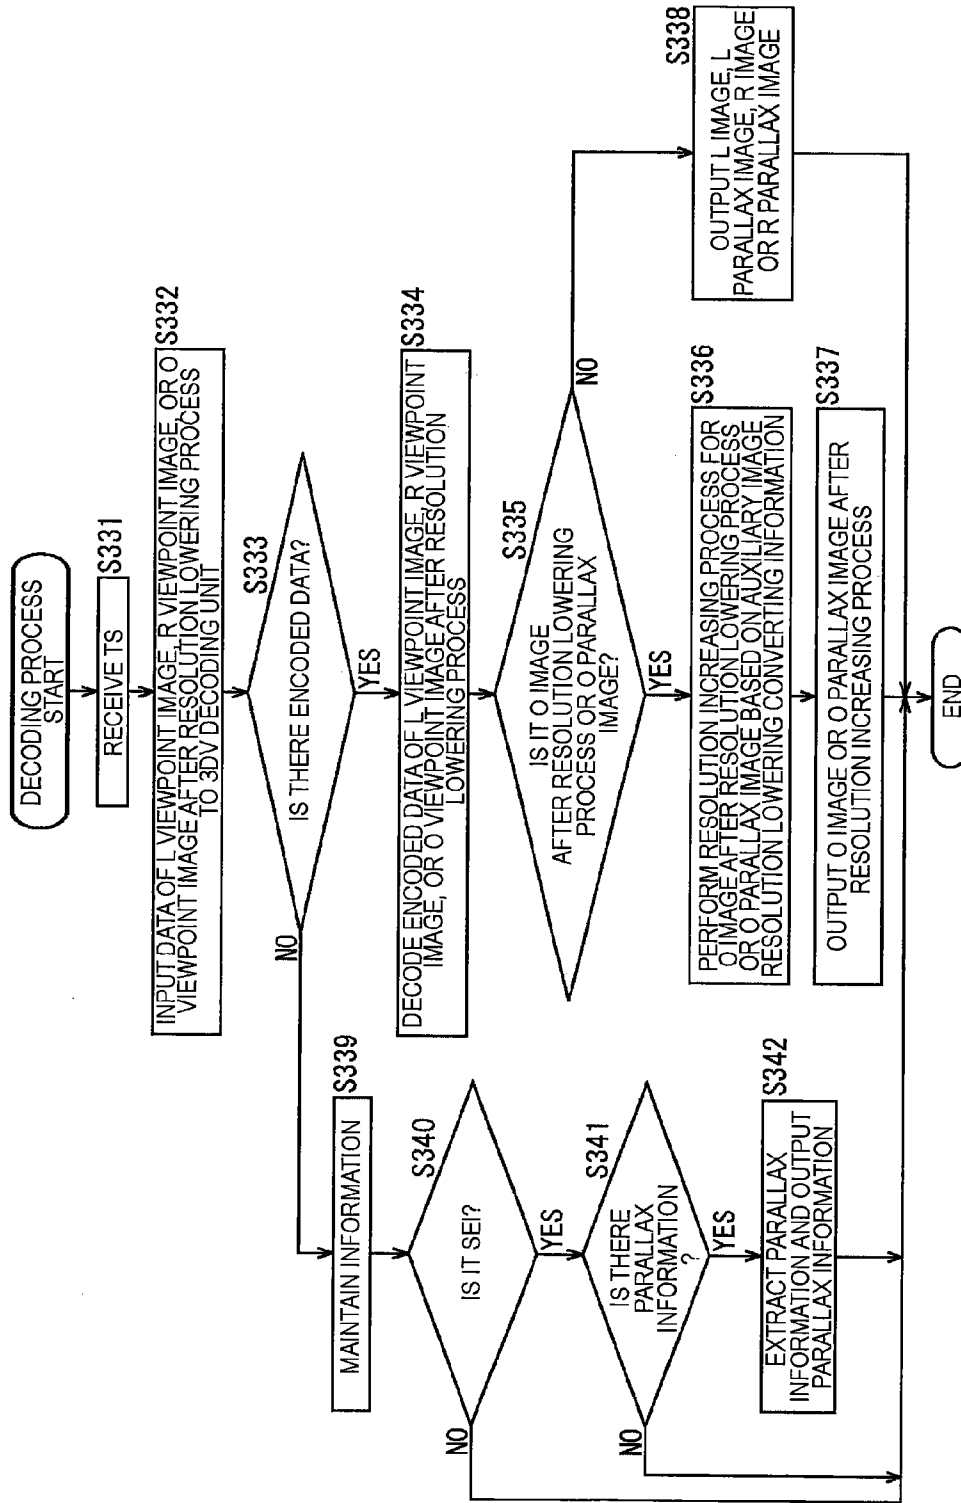 DECODING PROCESS
START
S331
RECEIVE TS
S332
INPUT DATA OF L VIEWPOINT IMAGE, R VIEWPOINT IMAGE, OR O
VIEWPOINT IMAGE AFTER RESOLUTION LOWERING PROCESS
TO 3DV DECODING UNIT
S333
IS THERE ENCODED DATA?
NO
YES
S334
DECODE ENCODED DATA OF L VIEWPOINT IMAGE, R VIEWPOINT
IMAGE, OR O VIEWPOINT IMAGE AFTER RESOLUTION
LOWERING PROCESS
S335
IS IT O IMAGE
AFTER RESOLUTION LOWERING
PROCESS OR O PARALLAX
IMAGE?
NO
YES
S336
PERFORM RESOLUTION INCREASING PROCESS FOR
O IMAGE AFTER RESOLUTION LOWERING PROCESS
OR O PARALLAX IMAGE BASED ON AUXILIARY IMAGE
RESOLUTION LOWERING CONVERTING INFORMATION
S337
OUTPUT O IMAGE OR O PARALLAX IMAGE AFTER
RESOLUTION INCREASING PROCESS
S338
OUTPUT L IMAGE, L
PARALLAX IMAGE, R IMAGE
OR R PARALLAX IMAGE
S339
MAINTAIN INFORMATION
S340
IS IT SEI?
NO
YES
S341
IS THERE
PARALLAX
INFORMATION
?
NO
YES
S342
EXTRACT PARALLAX
INFORMATION AND OUTPUT
PARALLAX INFORMATION
END